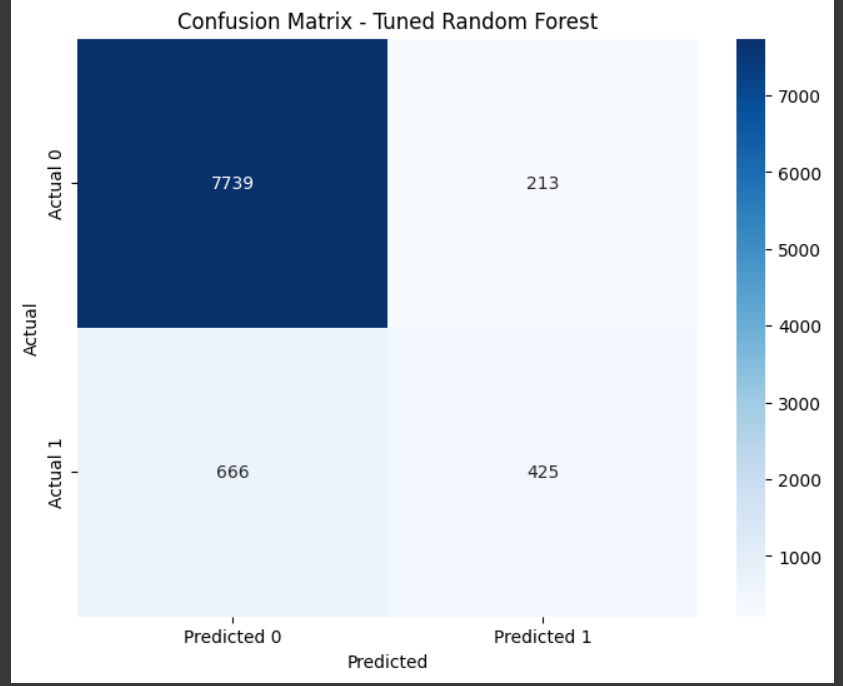 Confusion Matrix - Tuned Random Forest
Actual 0
7739
213
7000
6000
5000
4000
3000
2000
1000
Actual
Actual 1
666
425
Predicted 0
Predicted 1
Predicted